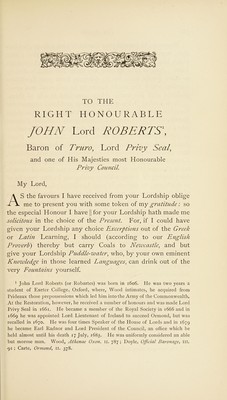 TO THE
RIGHT HONOURABLE
JOHN Lord ROBERTS¹,
Baron of Truro, Lord Privy Seal,
and one of His Majesties most Honourable
Privy Council.
My Lord,
AS the favours I have received from your Lordship oblige
me to present you with some token of my gratitude: so
the especial Honour I have] for your Lordship hath made me
solicitous in the choice of the Present. For, if I could have
given your Lordship any choice Excerptions out of the Greek
or Latin Learning, I should (according to our English
Proverb) thereby but carry Coals to Newcastle, and but
give your Lordship Puddle-water, who, by your own eminent
Knowledge in those learned Languages, can drink out of the
very Fountains yourself.
¹ John Lord Roberts (or Robartes) was born in 1606. He was two years a
student of Exeter College, Oxford, where, Wood intimates, he acquired from
Prideaux those prepossessions which led him into the Army of the Commonwealth.
At the Restoration, however, he received a number of honours and was made Lord
Privy Seal in 1661. He became a member of the Royal Society in 1666 and in
1669 he was appointed Lord Lieutenant of Ireland to succeed Ormond, but was
recalled in 1670. He was four times Speaker of the House of Lords and in 1679
he became Earl Radnor and Lord President of the Council, an office which he
held almost until his death 17 July, 1685. He was uniformly considered an able
but morose man. Wood, Athenae Oxon. II. 787; Doyle, Official Baronage, III.
91; Carte, Ormond, II. 378.